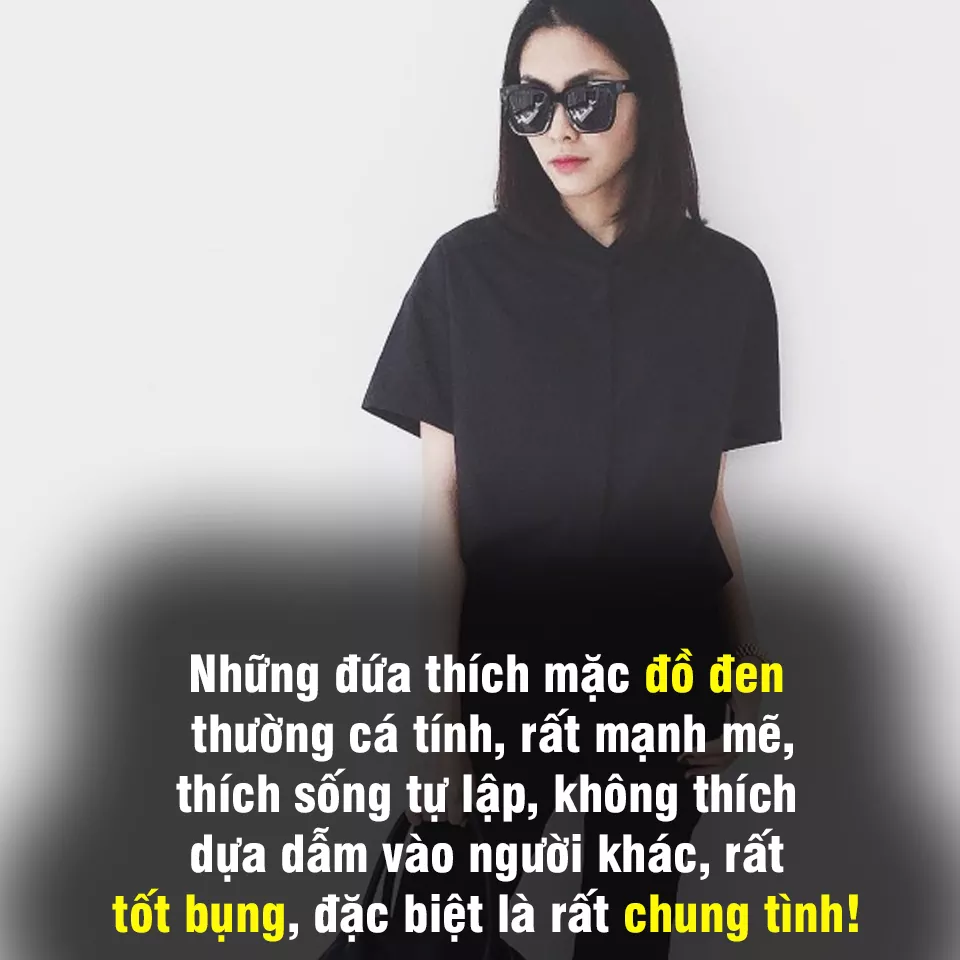 Những đứa thích mặc đồ đen
thường cá tính, rất mạnh mẽ,
thích sống tự lập, không thích
dựa dẫm vào người khác, rất
tốt bụng, đặc biệt là rất chung tình!